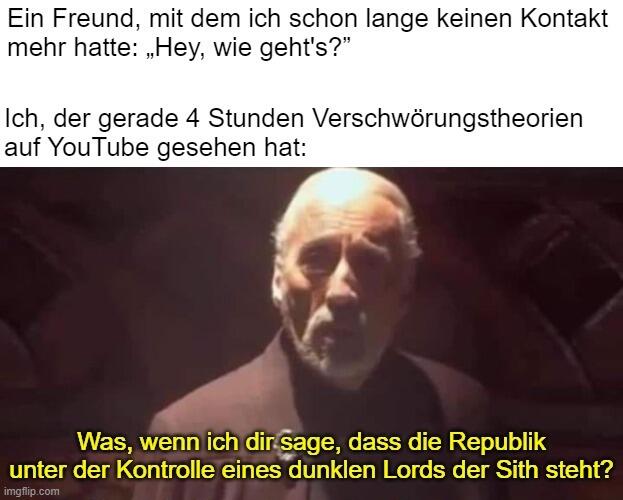 Ein Freund, mit dem ich schon lange keinen Kontakt
mehr hatte: „Hey, wie geht's?”
Ich, der gerade 4 Stunden Verschwörungstheorien
auf YouTube gesehen hat:
Was, wenn ich dir sage, dass die Republik
unter der Kontrolle eines dunklen Lords der Sith steht?
imgflip.com